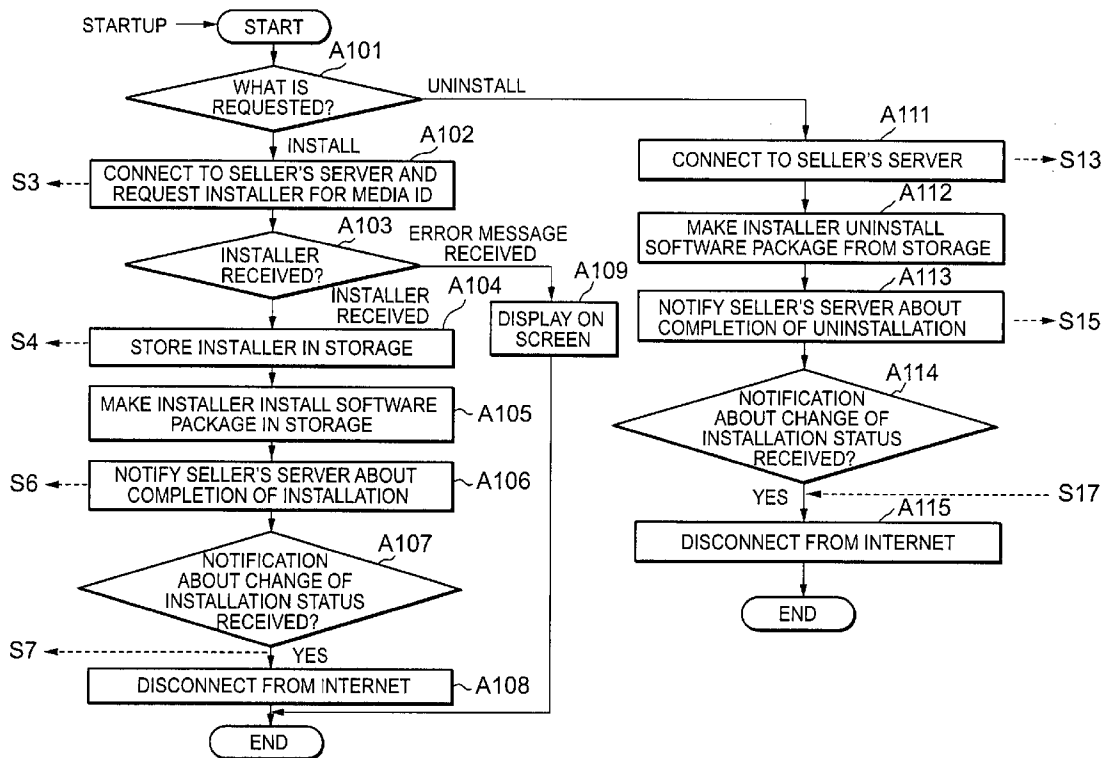 STARTUP
START
A101
WHAT IS
REQUESTED?
UNINSTALL
INSTALL
A102
CONNECT TO SELLER'S SERVER AND
REQUEST INSTALLER FOR MEDIA ID
S3
A103
INSTALLER
RECEIVED?
ERROR MESSAGE
RECEIVED
A109
DISPLAY ON
SCREEN
INSTALLER
RECEIVED
A104
STORE INSTALLER IN STORAGE
S4
MAKE INSTALLER INSTALL SOFTWARE
PACKAGE IN STORAGE
A105
NOTIFY SELLER'S SERVER ABOUT
COMPLETION OF INSTALLATION
A106
S6
A107
NOTIFICATION
ABOUT CHANGE OF
INSTALLATION STATUS
RECEIVED?
S7
YES
DISCONNECT FROM INTERNET
A108
END
A111
CONNECT TO SELLER'S SERVER
S13
A112
MAKE INSTALLER UNINSTALL
SOFTWARE PACKAGE FROM STORAGE
A113
NOTIFY SELLER'S SERVER ABOUT
COMPLETION OF UNINSTALLATION
S15
A114
NOTIFICATION
ABOUT CHANGE OF
INSTALLATION STATUS
RECEIVED?
YES
S17
A115
DISCONNECT FROM INTERNET
END